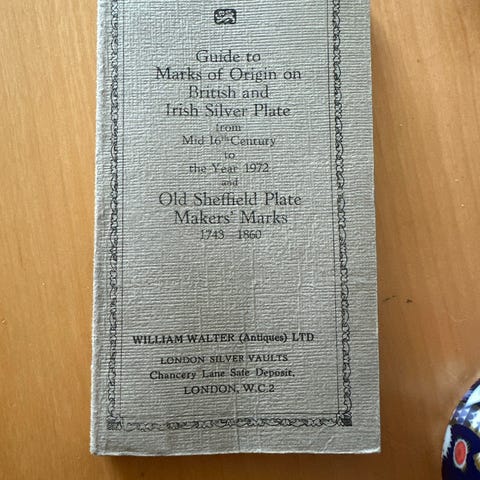 Guide to
Marks of Origin on
British and
Irish Silver Plate
from
Mid 16th Century
to
the Year 1972
and
Old Sheffield Plate
Makers' Marks
1743-1860
WILLIAM WALTER (Antiques) LTD
LONDON SILVER VAULTS
Chancery Lane Safe Deposit,
LONDON, W.C.2